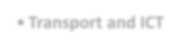 • Transport and ICT